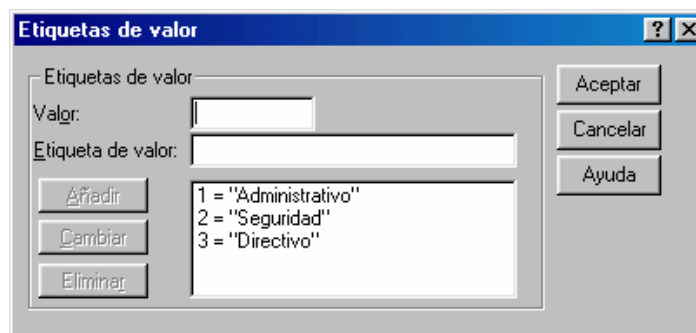 Etiquetas de valor
Etiquetas de valor
Valor:
Etiqueta de valor:
Añadir
Cambiar
Eliminar
1 = "Administrativo"
2 = "Seguridad"
3 = "Directivo"
Aceptar
Cancelar
Ayuda